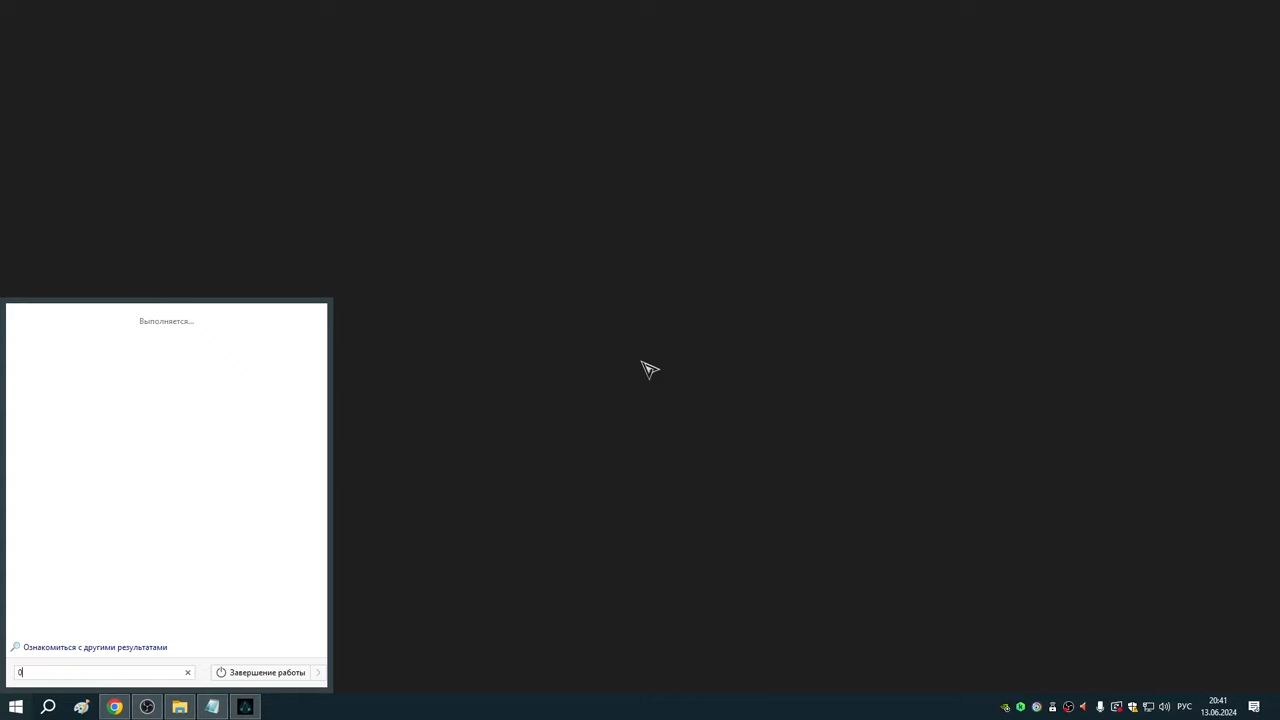 Выполняется...
Ознакомиться с другими результатами
0
Завершение работы
РУС
20:41
13.06.2024